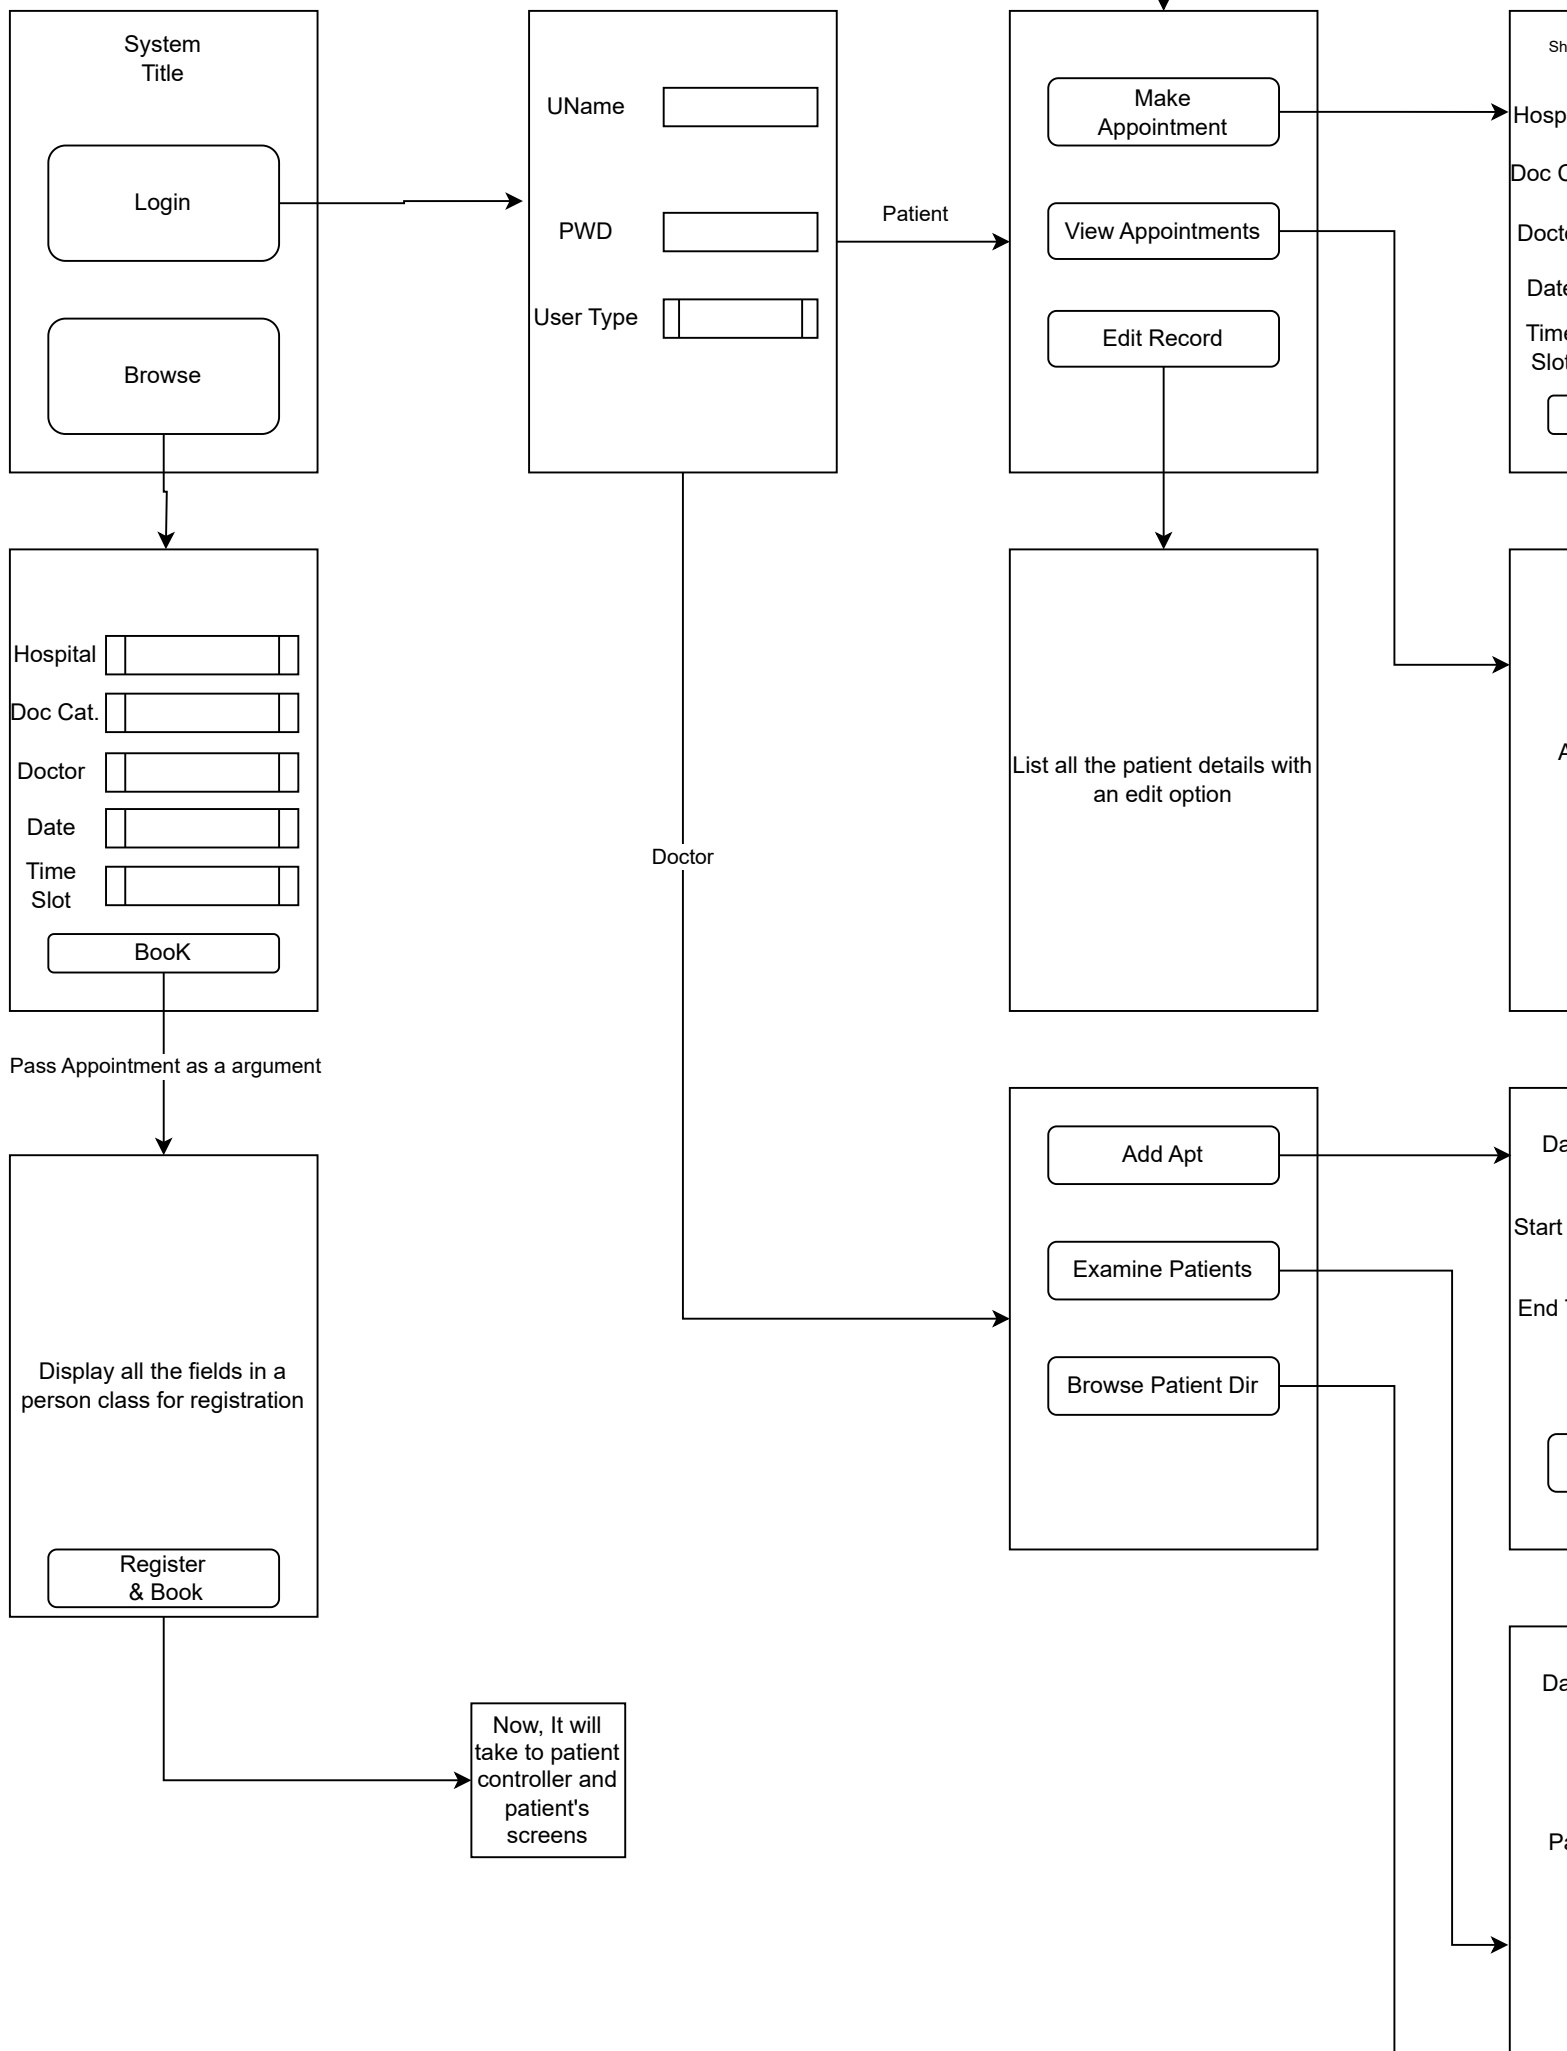 System
Title
Login
Browse
UName
PWD
User Type
Patient
Make
Appointment
View Appointments
Edit Record
Hospital
Doc Cat.
Doctor
Date
Time
Slot
BooK
Pass Appointment as a argument
Doctor
List all the patient details with
an edit option
Display all the fields in a
person class for registration
Register
& Book
Now, It will
take to patient
controller and
patient's
screens
Add Apt
Examine Patients
Browse Patient Dir
Start
End